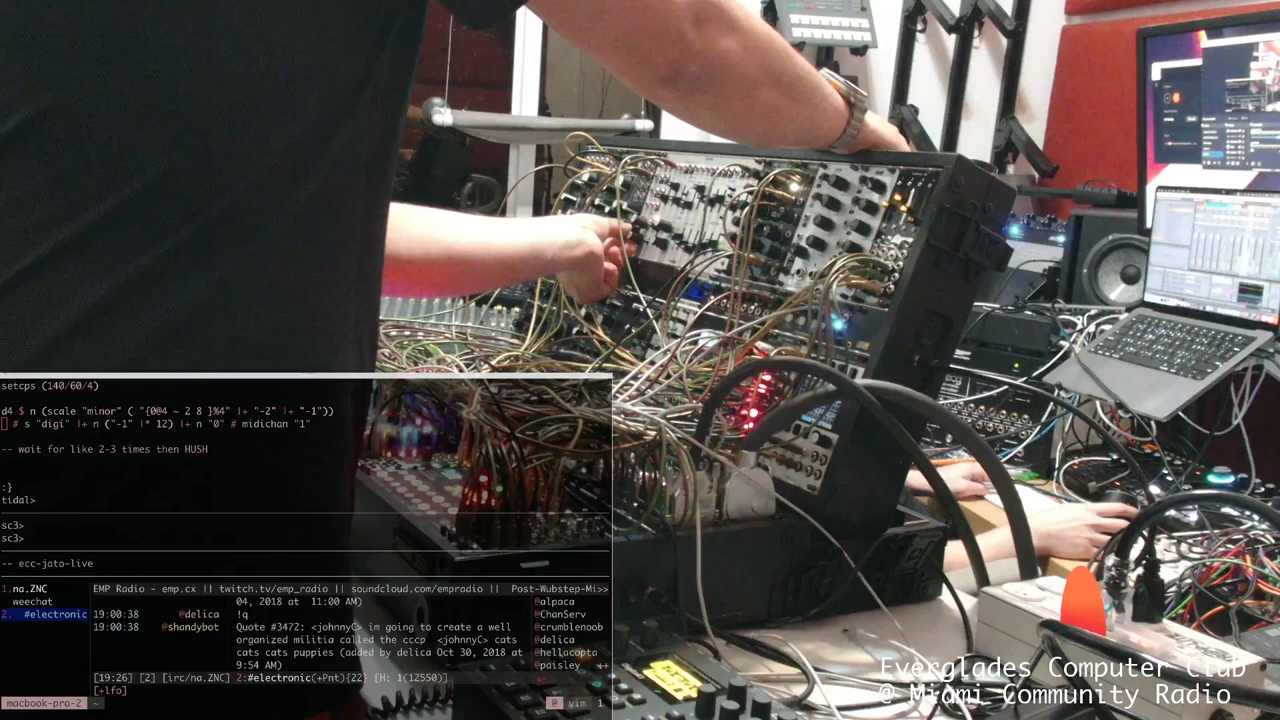 setcps (140/60/4)
d4 $ n (scale "minor" ( "{0@4 ~ 2 8 }%4" |+ "-2" |+ "-1"))
# s "digi" |+ n ("-1" |* 12) |+ n "0" # midichan "1"
-- wait for like 2-3 times then HUSH
:}
tidal>
sc3>
sc3>
-- ecc-jato-live
1.na.ZNC
weechat
2. #electronic
EMP Radio - emp.cx || twitch.tv/emp_radio || soundcloud.com/empradio || Post-Wubstep-Mi>>
04, 2018 at 11:00 AM)
19:00:38 @delica !q
19:00:38 @shandybot Quote #3472: <johnnyC> im going to create a well
organized militia called the cccp <johnnyC> cats
cats cats puppies (added by delica Oct 30, 2018 at
9:54 AM)
@alpaca
@ChanServ
@crumblenoob
@delica
@hellacopta
@paisley ++
[19:26] [2] [irc/na.ZNC] 2:#electronic(+Pnt){22} [H: 1(12550)]
[+lfo]
macbook-pro-2 ~
@ vim 1
Everglades Computer Club
@ Miami Community Radio